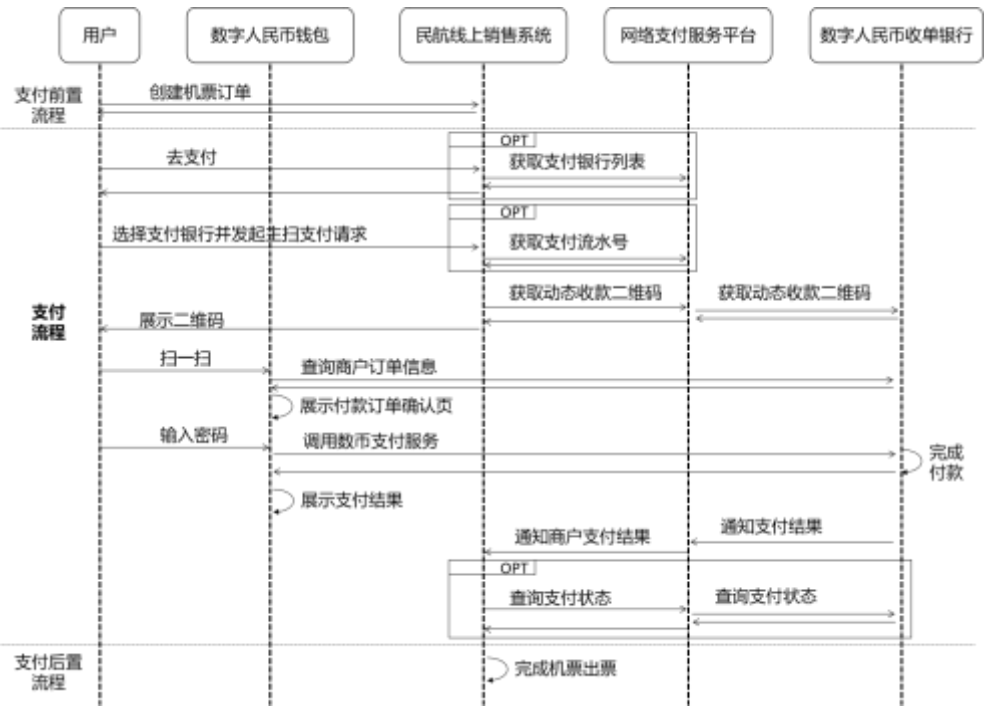 用户
数字人民币钱包
民航线上销售系统
网络支付服务平台
数字人民币收单银行
支付前置
流程
创建机票订单
OPT
去支付
获取支付银行列表
OPT
选择支付银行并发起主扫支付请求
获取支付流水号
支付
流程
获取动态收款二维码
获取动态收款二维码
展示二维码
扫一扫
查询商户订单信息
展示付款订单确认页
输入密码
调用数币支付服务
完成
付款
展示支付结果
通知商户支付结果
通知支付结果
OPT
查询支付状态
查询支付状态
支付后置
流程
完成机票出票